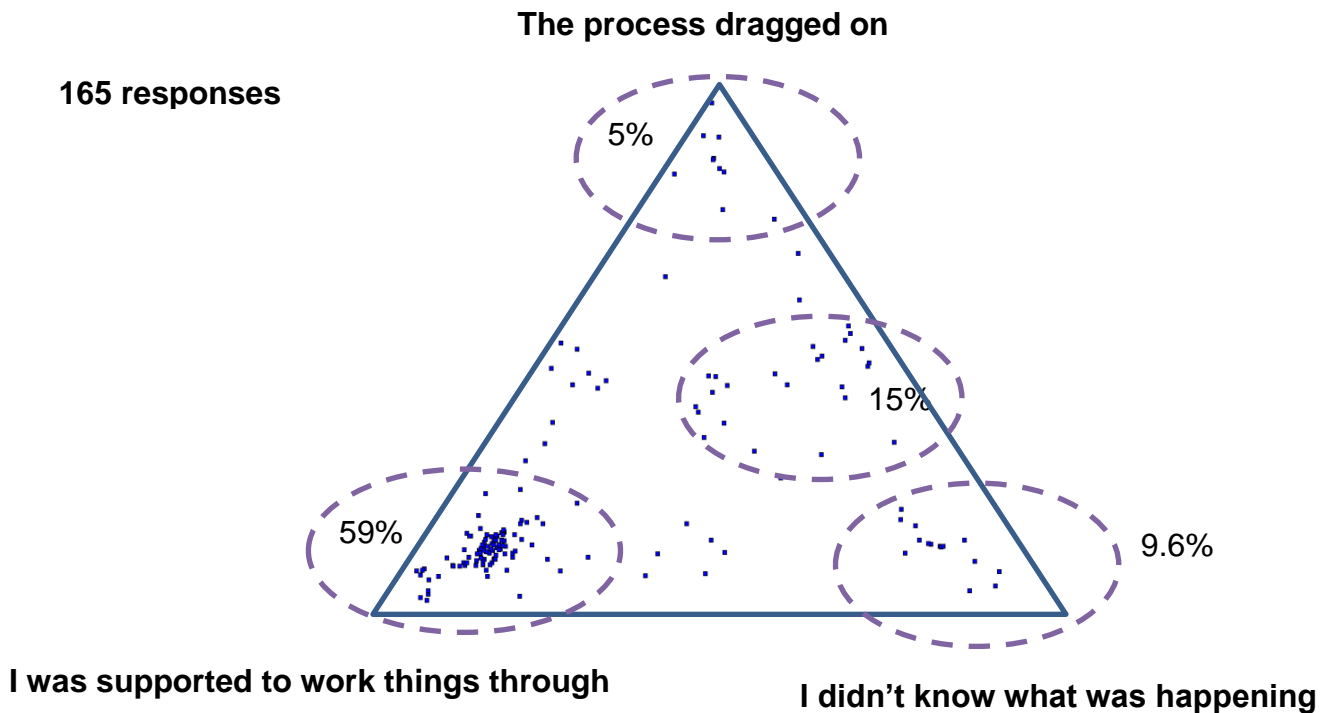 The process dragged on
165 responses
5%
15%
59%
9.6%
I was supported to work things through
I didn’t know what was happening